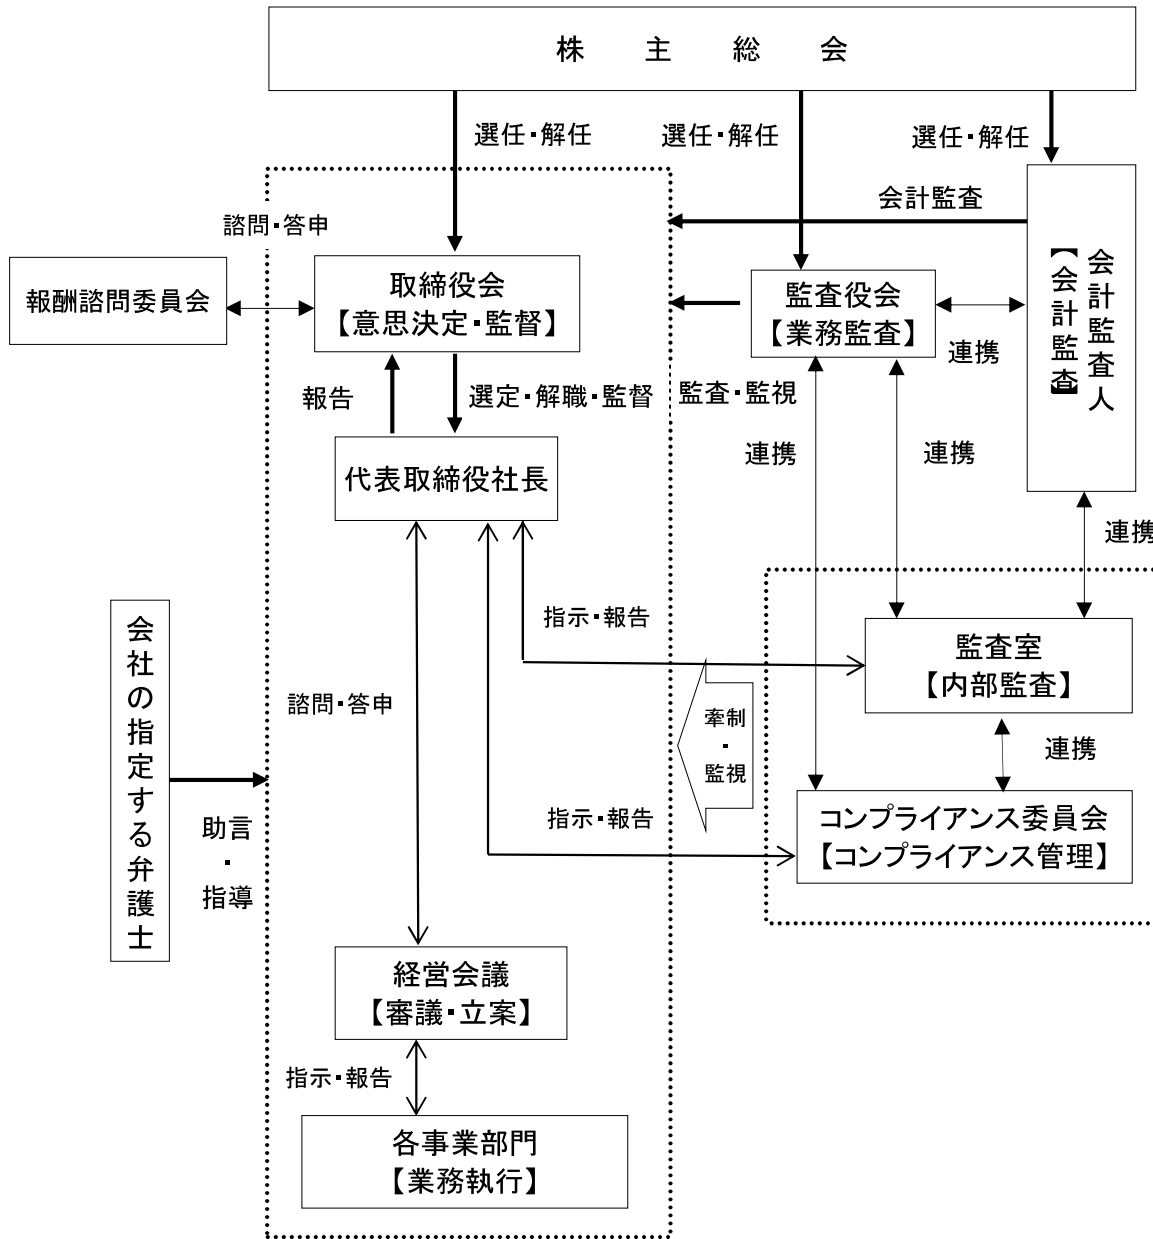 株主総会
選任・解任
選任・解任
選任・解任
会計監査
諮問・答申
報酬諮問委員会
取締役会
【意思決定・監督】
監査役会
【業務監査】
会計監査人
【会計監査】
連携
報告
選定・解職・監督
監査・監視
代表取締役社長
連携
連携
連携
指示・報告
監査室
【内部監査】
諮問・答申
牽制
・
監視
連携
会社の指定する弁護士
助言
・
指導
指示・報告
コンプライアンス委員会
【コンプライアンス管理】
経営会議
【審議・立案】
指示・報告
各事業部門
【業務執行】